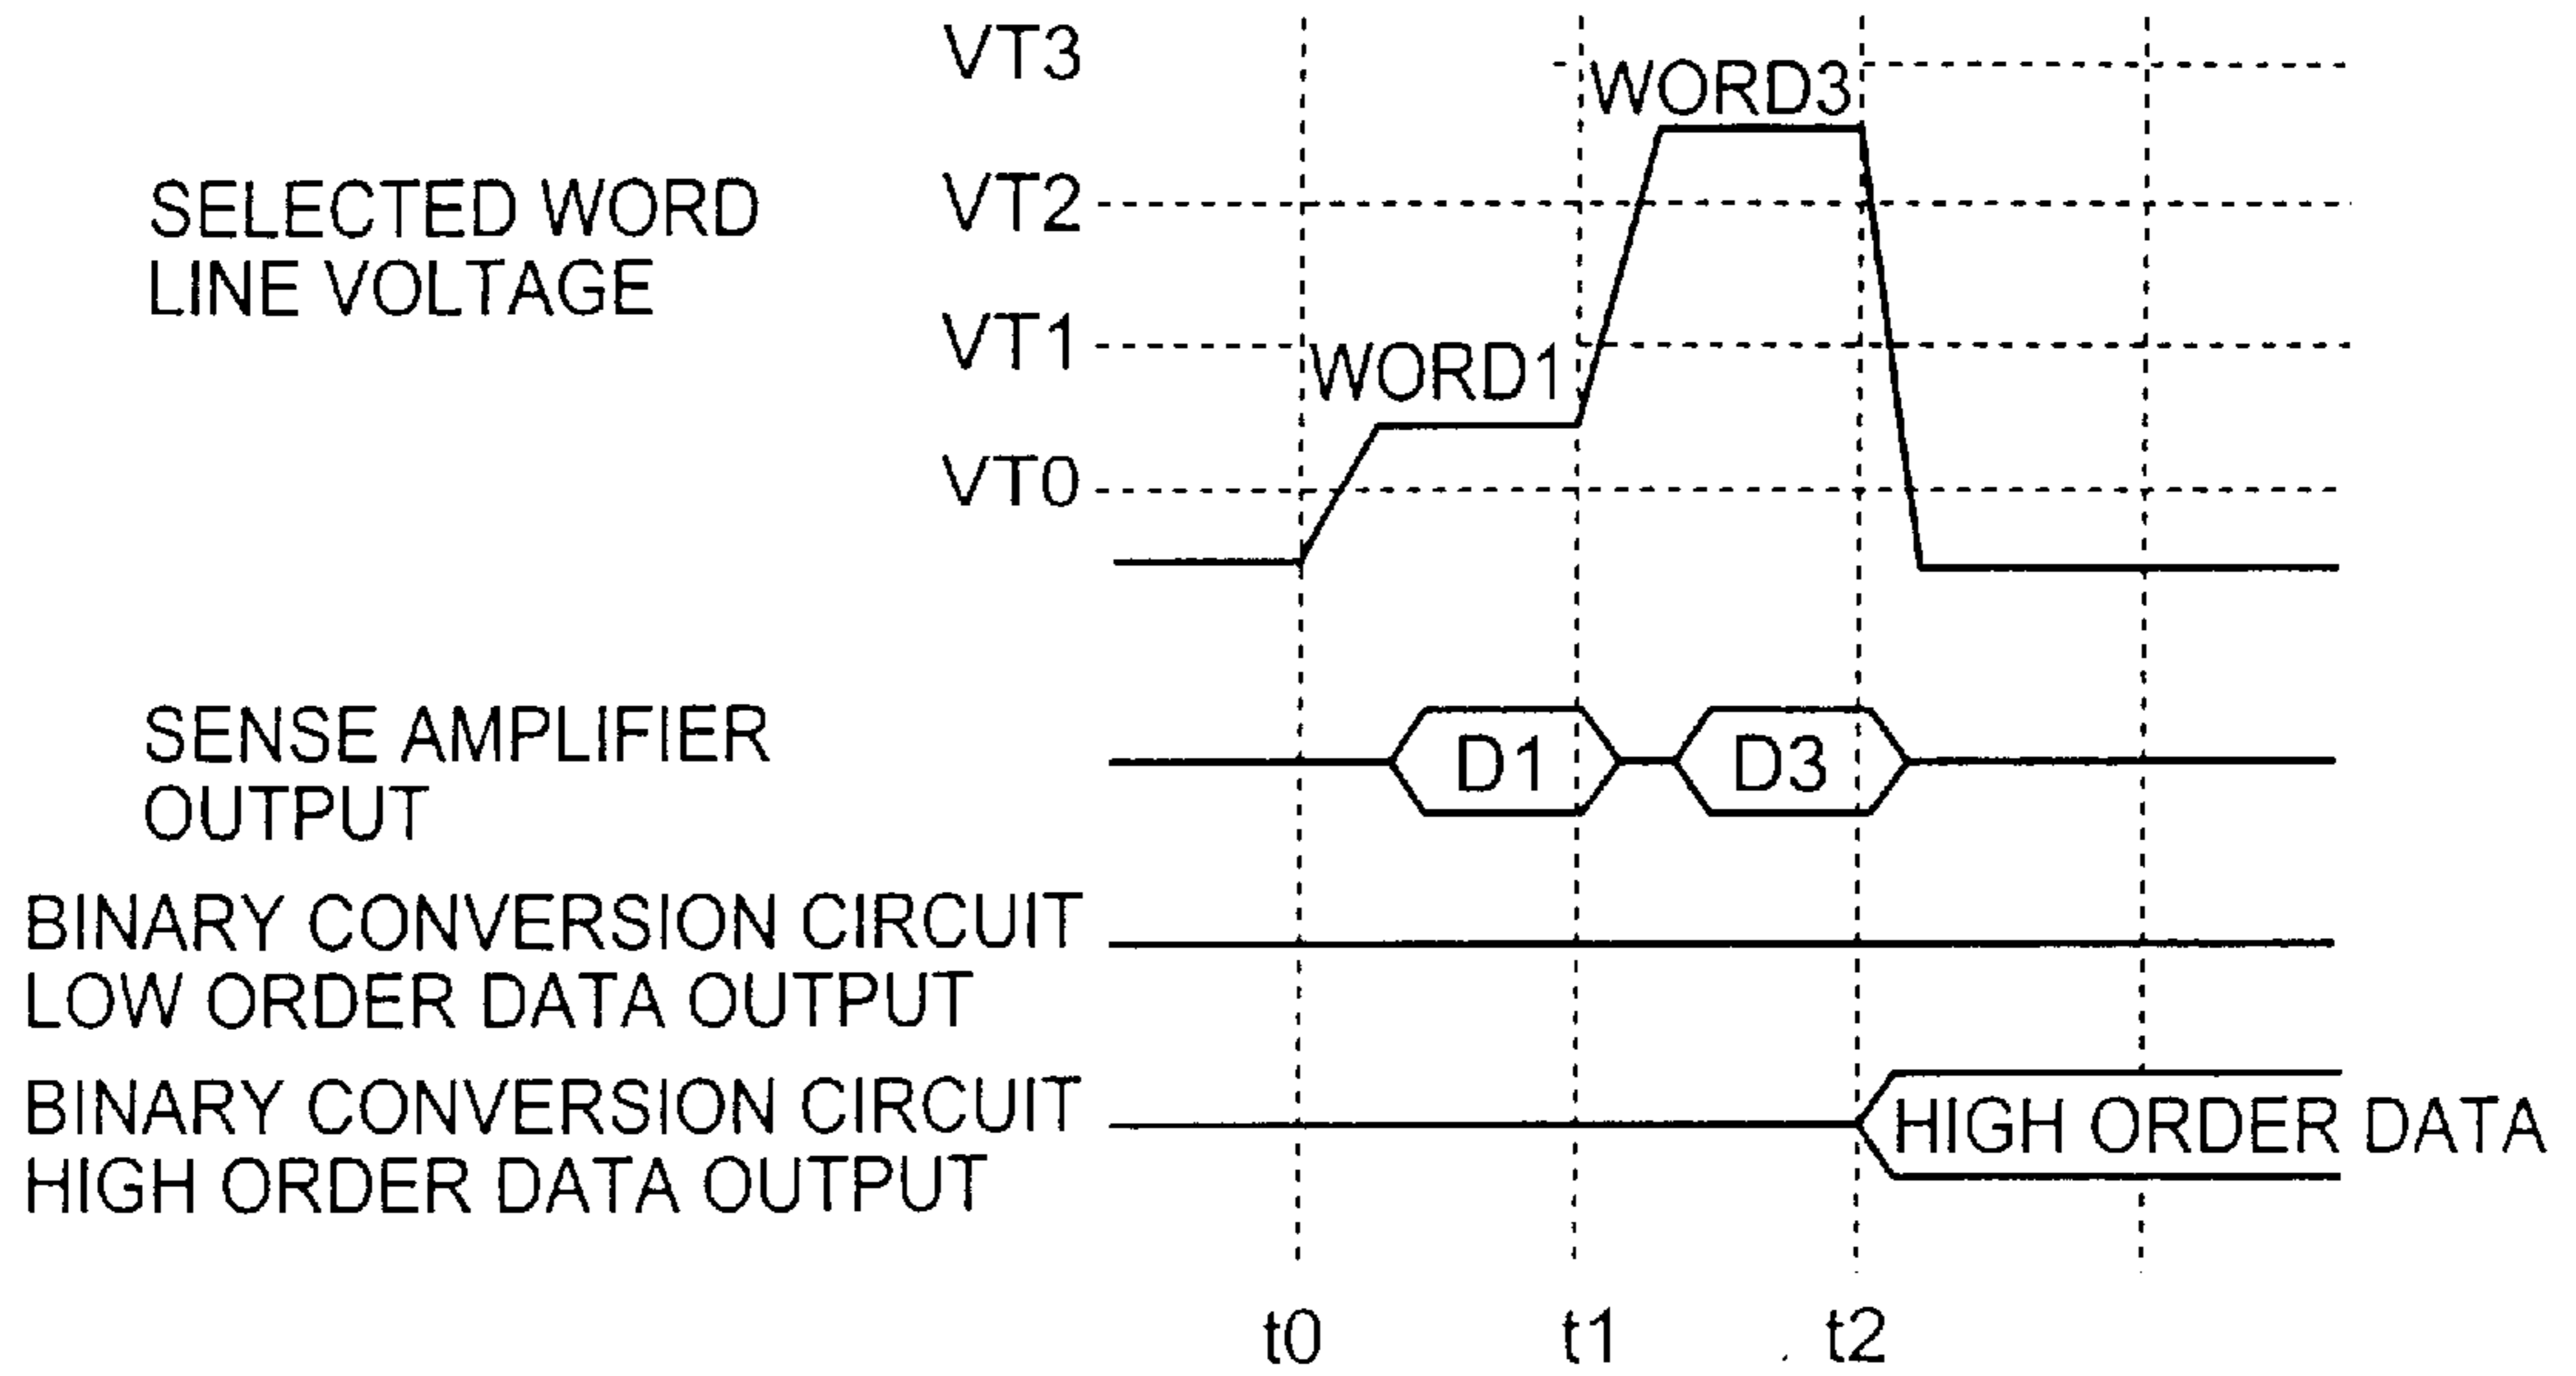 VT3
WORD3
SELECTED WORD
LINE VOLTAGE
VT2
VT1
WORD1
VT0
SENSE AMPLIFIER
OUTPUT
D1
D3
BINARY CONVERSION CIRCUIT
LOW ORDER DATA OUTPUT
BINARY CONVERSION CIRCUIT
HIGH ORDER DATA OUTPUT
HIGH ORDER DATA
t0
t1
t2